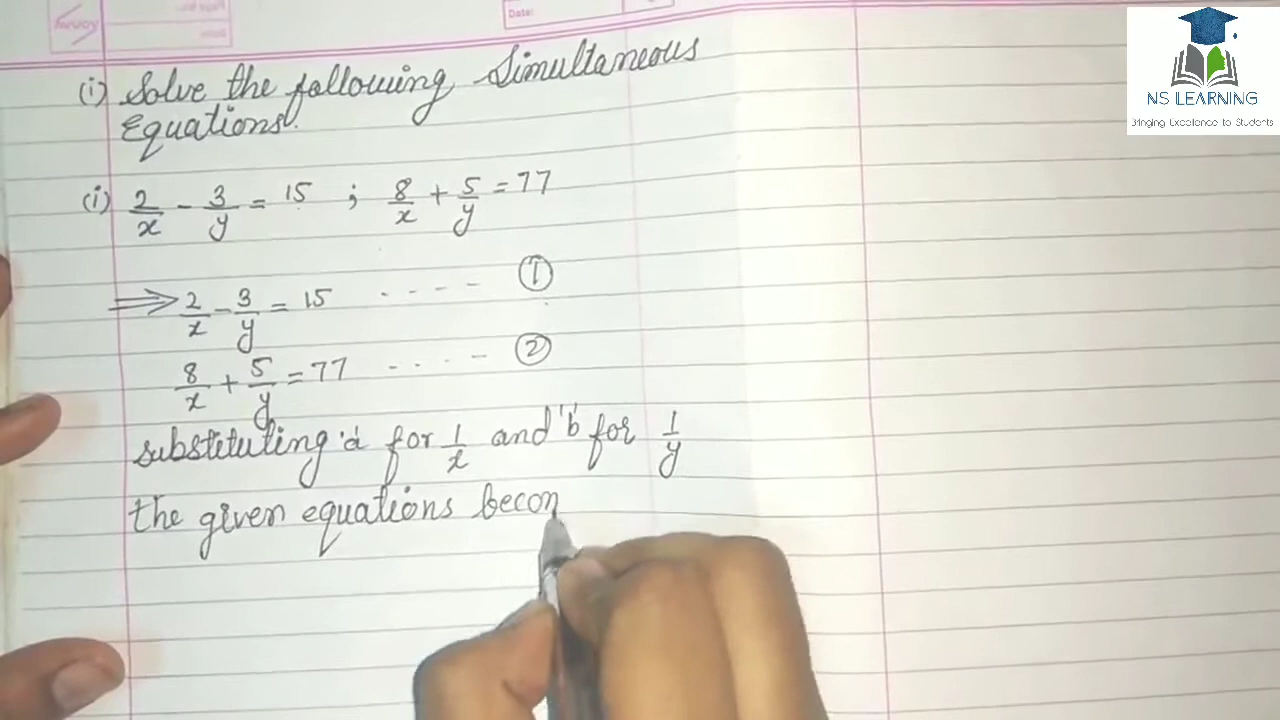 Date:
NS LEARNING
Bringing Excellence to Students
(i) Solve the following Simultaneous
Equations.
(i) 2/x - 3/y = 15 ; 8/x + 5/y = 77
⟹ 2/x - 3/y = 15 ---- ①
8/x + 5/y = 77 ---- ②
substituting 'a' for 1/x and 'b' for 1/y
the given equations becom